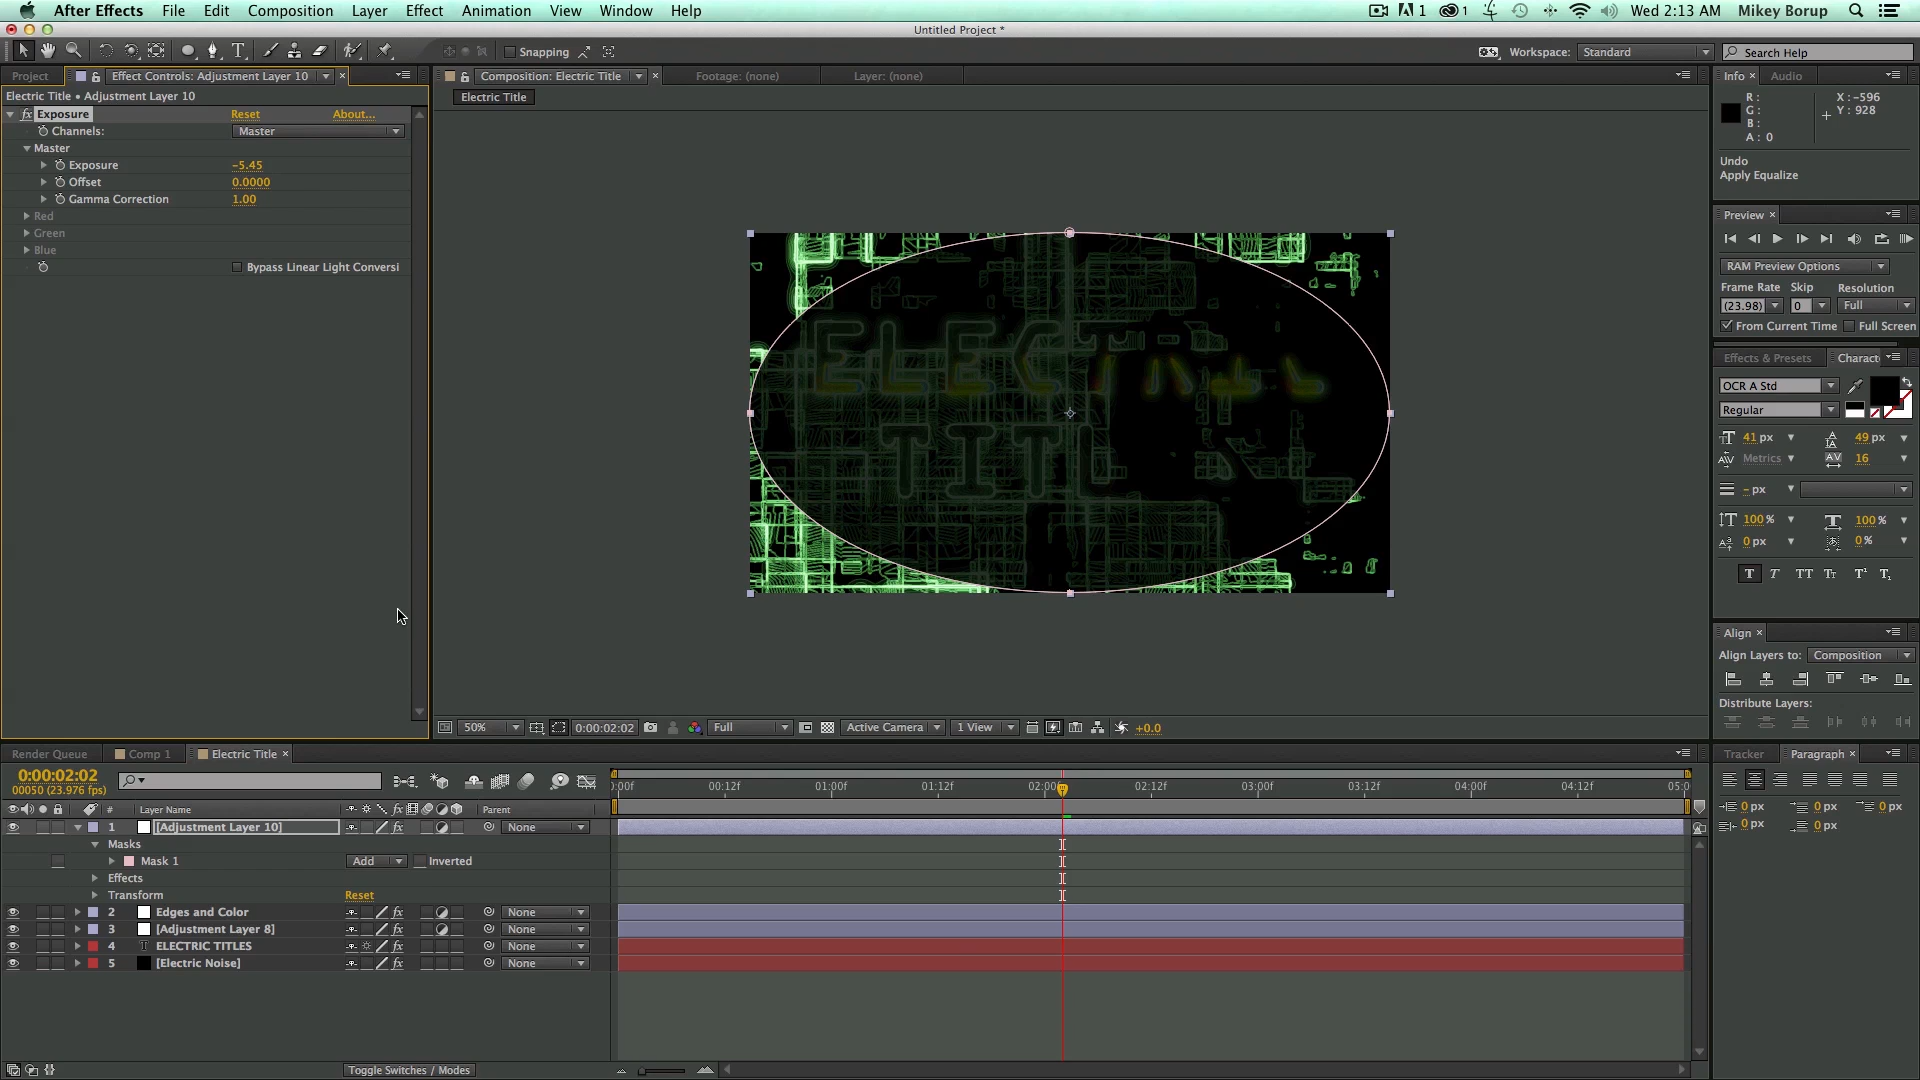 After Effects File Edit Composition Layer Effect Animation View Window Help 1 1 Wed 2:13 AM Mikey Borup
Untitled Project *
Snapping Workspace: Standard Search Help
Project Effect Controls: Adjustment Layer 10 Composition: Electric Title Footage: (none) Layer: (none) Info Audio
Electric Title • Adjustment Layer 10
Electric Title
R: X: -596
G: Y: 928
B:
A: 0
fx Exposure Reset About...
Channels: Master
Master
Exposure -5.45
Offset 0.0000
Gamma Correction 1.00
Red
Green
Blue
Bypass Linear Light Conversi
Undo
Apply Equalize
Preview
RAM Preview Options
Frame Rate Skip Resolution
(23.98) 0 Full
From Current Time Full Screen
Effects & Presets Charact
OCR A Std
Regular
41 px 49 px
Metrics 16
- px
100 % 100 %
0 px 0 %
T T TT Tt T¹ T₁
Align
Align Layers to: Composition
Distribute Layers:
TITL
50% 0:00:02:02 Full Active Camera 1 View +0.0
Render Queue Comp 1 Electric Title
Tracker Paragraph
0 px 0 px 0 px
0 px 0 px
0:00:02:02
00050 (23.976 fps)
:00f 00:12f 01:00f 01:12f 02:00 02:12f 03:00f 03:12f 04:00f 04:12f 05:0
# Layer Name Parent
1 [Adjustment Layer 10] None
Masks
Mask 1 Add Inverted
Effects
Transform Reset
2 Edges and Color None
3 [Adjustment Layer 8] None
4 T ELECTRIC TITLES None
5 [Electric Noise] None
Toggle Switches / Modes